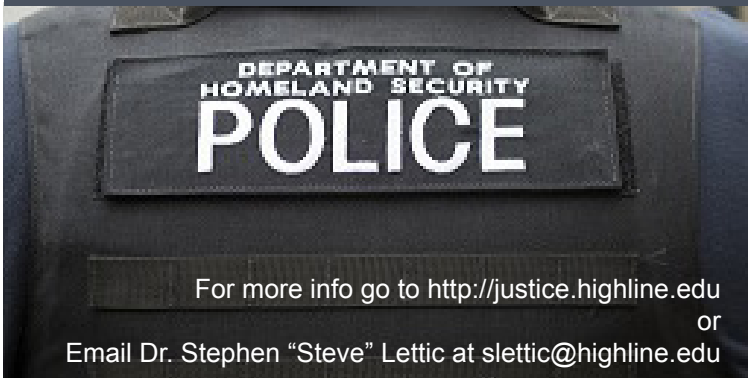 DEPARTMENT OF
HOMELAND SECURITY
POLICE
For more info go to http://justice.highline.edu
or
Email Dr. Stephen “Steve” Lettic at slettic@highline.edu